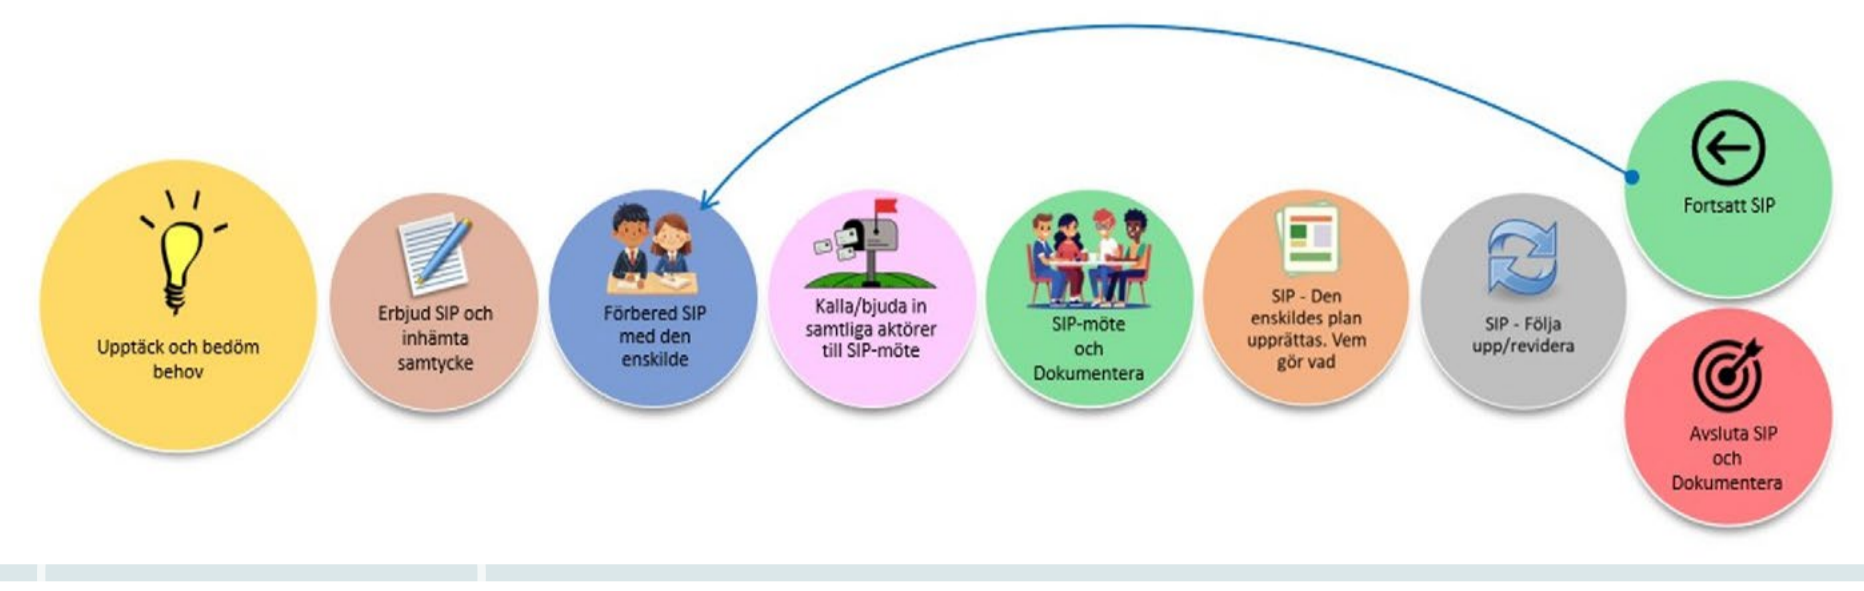 Upptäck och bedöm
behov
Erbjud SIP och
inhämta
samtycke
Förbered SIP
med den
enskilde
Kalla/bjuda in
samtliga aktörer
till SIP-möte
SIP-möte
och
Dokumentera
SIP - Den
enskildes plan
upprättas. Vem
gör vad
SIP - Följa
upp/revidera
Fortsatt SIP
Avsluta SIP
och
Dokumentera